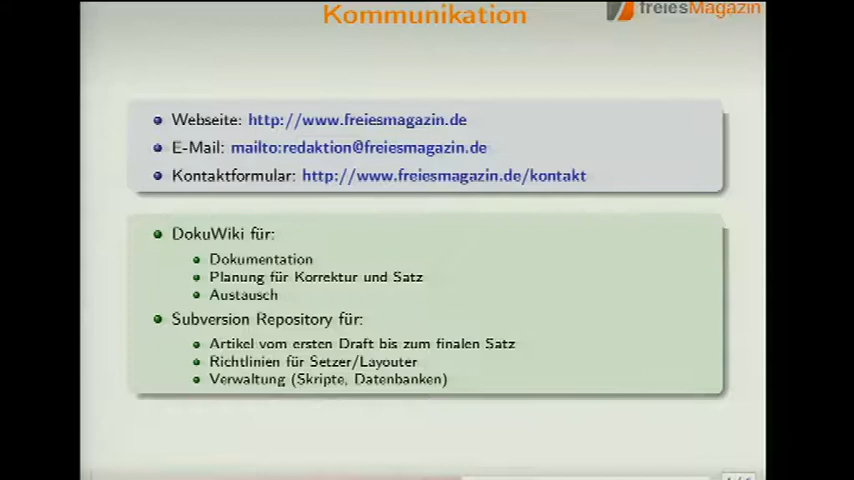 Kommunikation
freiesMagazin
Webseite: http://www.freiesmagazin.de
E-Mail: mailto:redaktion@freiesmagazin.de
Kontaktformular: http://www.freiesmagazin.de/kontakt
DokuWiki für:
Dokumentation
Planung für Korrektur und Satz
Austausch
Subversion Repository für:
Artikel vom ersten Draft bis zum finalen Satz
Richtlinien für Setzer/Layouter
Verwaltung (Skripte, Datenbanken)